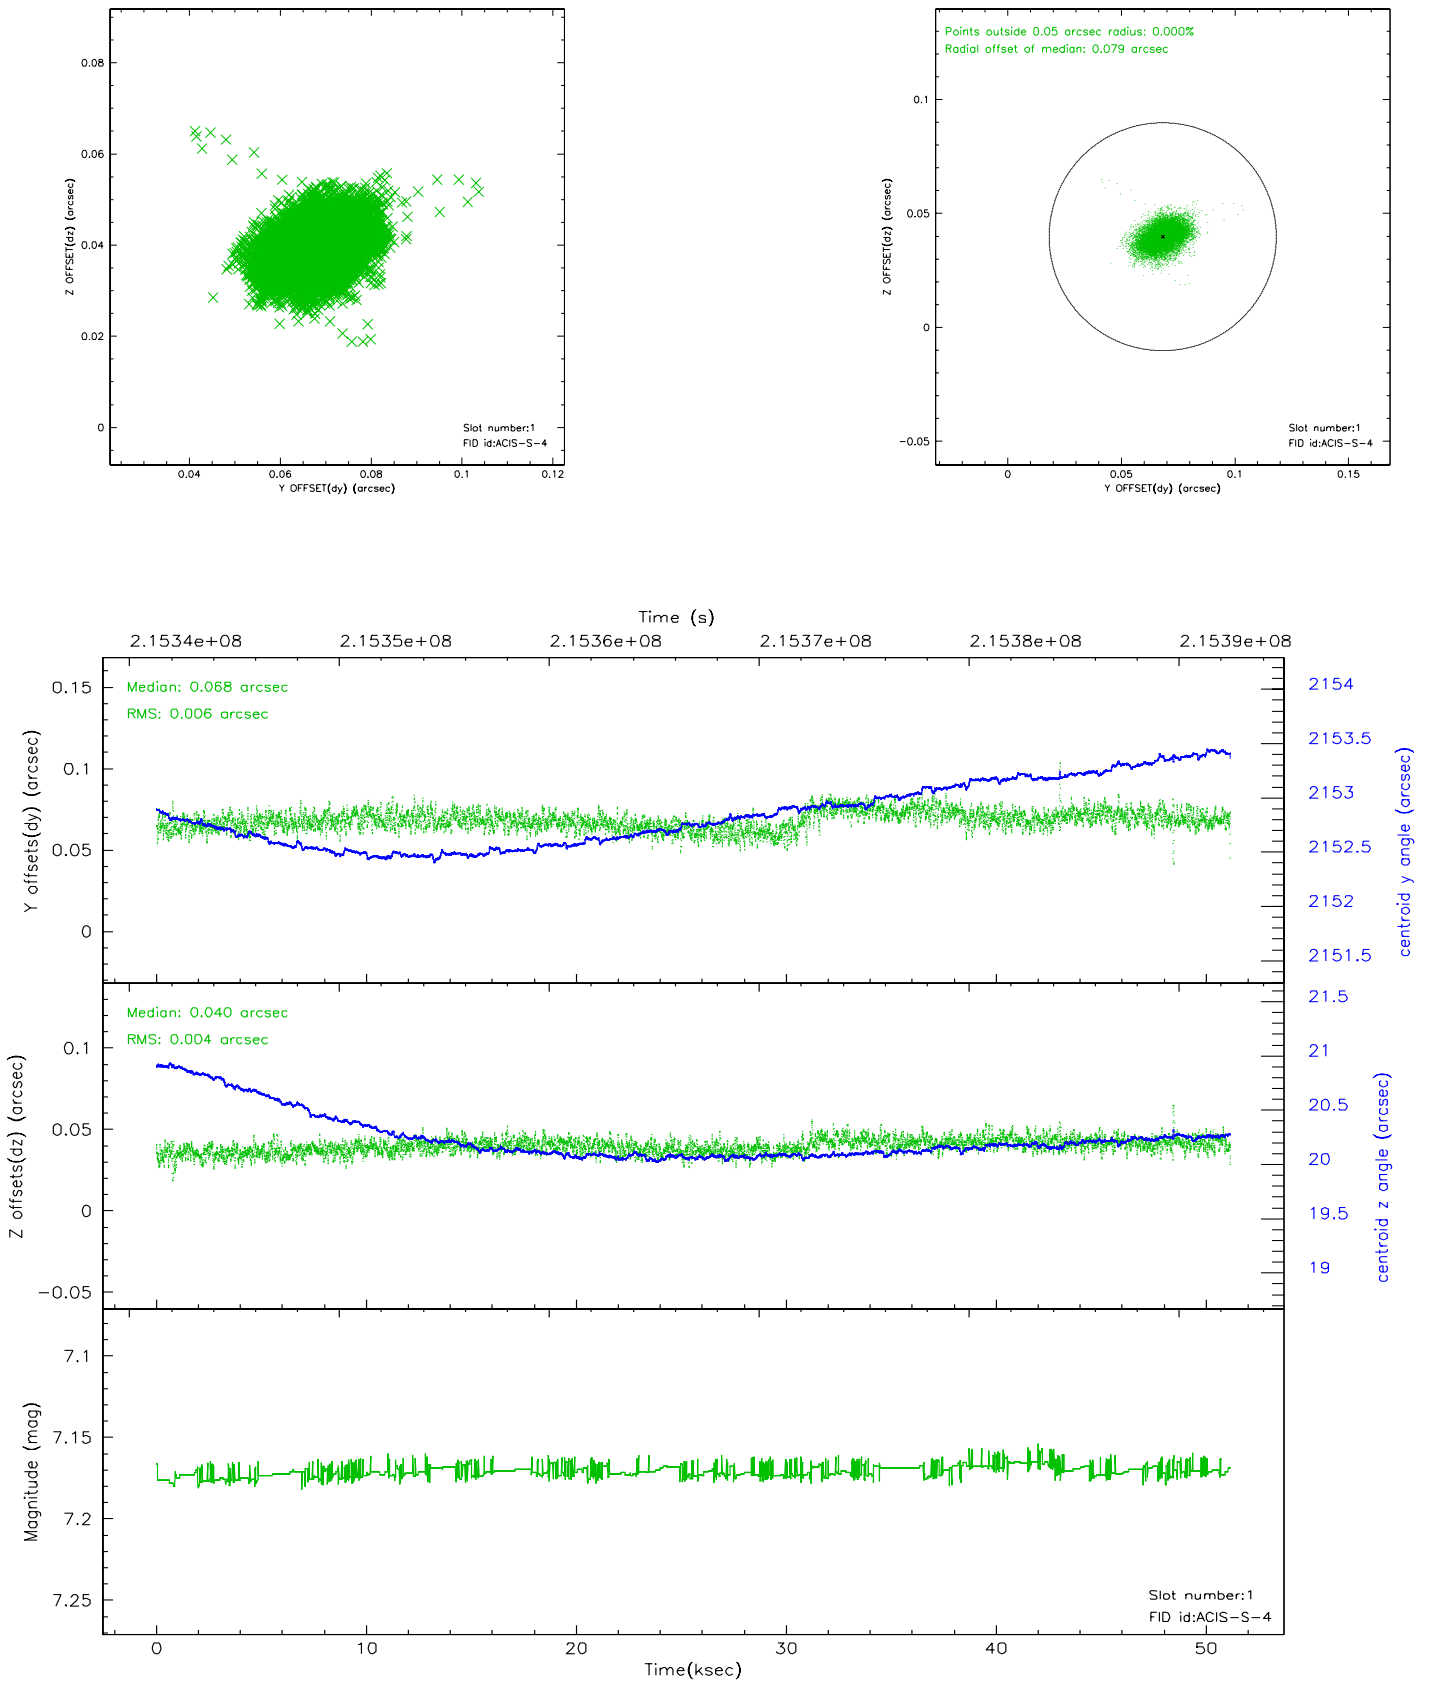 0.08
0.06
0.04
0.02
0
Z OFFSET(dz) (arcsec)
Slot number:1
FID id:ACIS-S-4
0.04 0.06 0.08 0.1 0.12
Y OFFSET(dy) (arcsec)
Points outside 0.05 arcsec radius: 0.000%
Radial offset of median: 0.079 arcsec
0.1
0.05
0
-0.05
Z OFFSET(dz) (arcsec)
Slot number:1
FID id:ACIS-S-4
0 0.05 0.1 0.15
Y OFFSET(dy) (arcsec)
Time (s)
2.1534e+08 2.1535e+08 2.1536e+08 2.1537e+08 2.1538e+08 2.1539e+08
Median: 0.068 arcsec
RMS: 0.006 arcsec
0.15
0.1
0.05
0
Y offsets(dy) (arcsec)
2154
2153.5
2153
2152.5
2152
2151.5
centroid y angle (arcsec)
Median: 0.040 arcsec
RMS: 0.004 arcsec
0.1
0.05
0
-0.05
Z offsets(dz) (arcsec)
21.5
21
20.5
20
19.5
19
centroid z angle (arcsec)
7.1
7.15
7.2
7.25
Magnitude (mag)
Slot number:1
FID id:ACIS-S-4
0 10 20 30 40 50
Time(ksec)